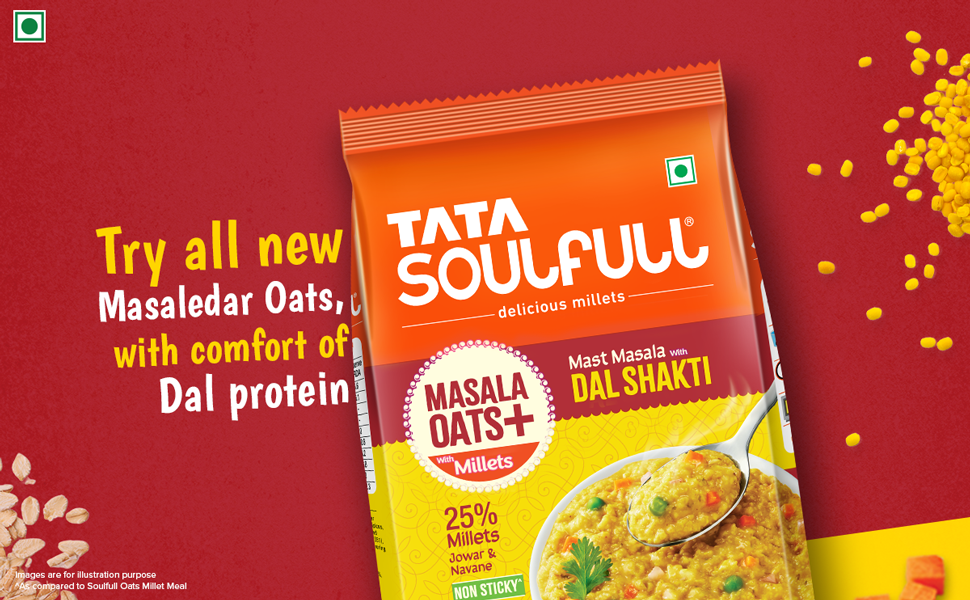 Try all new
Masaledar Oats,
with comfort of
Dal protein
TATA
SOULFULL®
delicious millets
Mast Masala With
DAL SHAKTI
MASALA
OATS+
With Millets
25%
Millets
Jowar &
Navane
NON STICKY^
Images are for illustration purpose
^As compared to Soulfull Oats Millet Meal